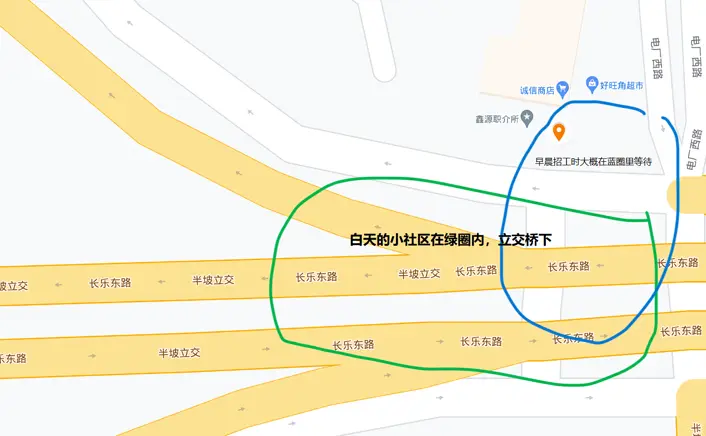 电厂西路
电厂西路
诚信商店
好旺角超市
鑫源职介所
早晨招工时大概在蓝圈里等待
白天的小社区在绿圈内，立交桥下
坡立交
长乐东路
半坡立交
长乐东路
半坡立交
长乐东路
长乐东路
长乐东路
乐东路
半坡立交
长乐东路
长乐东路
长乐东路
长乐东路
半坡